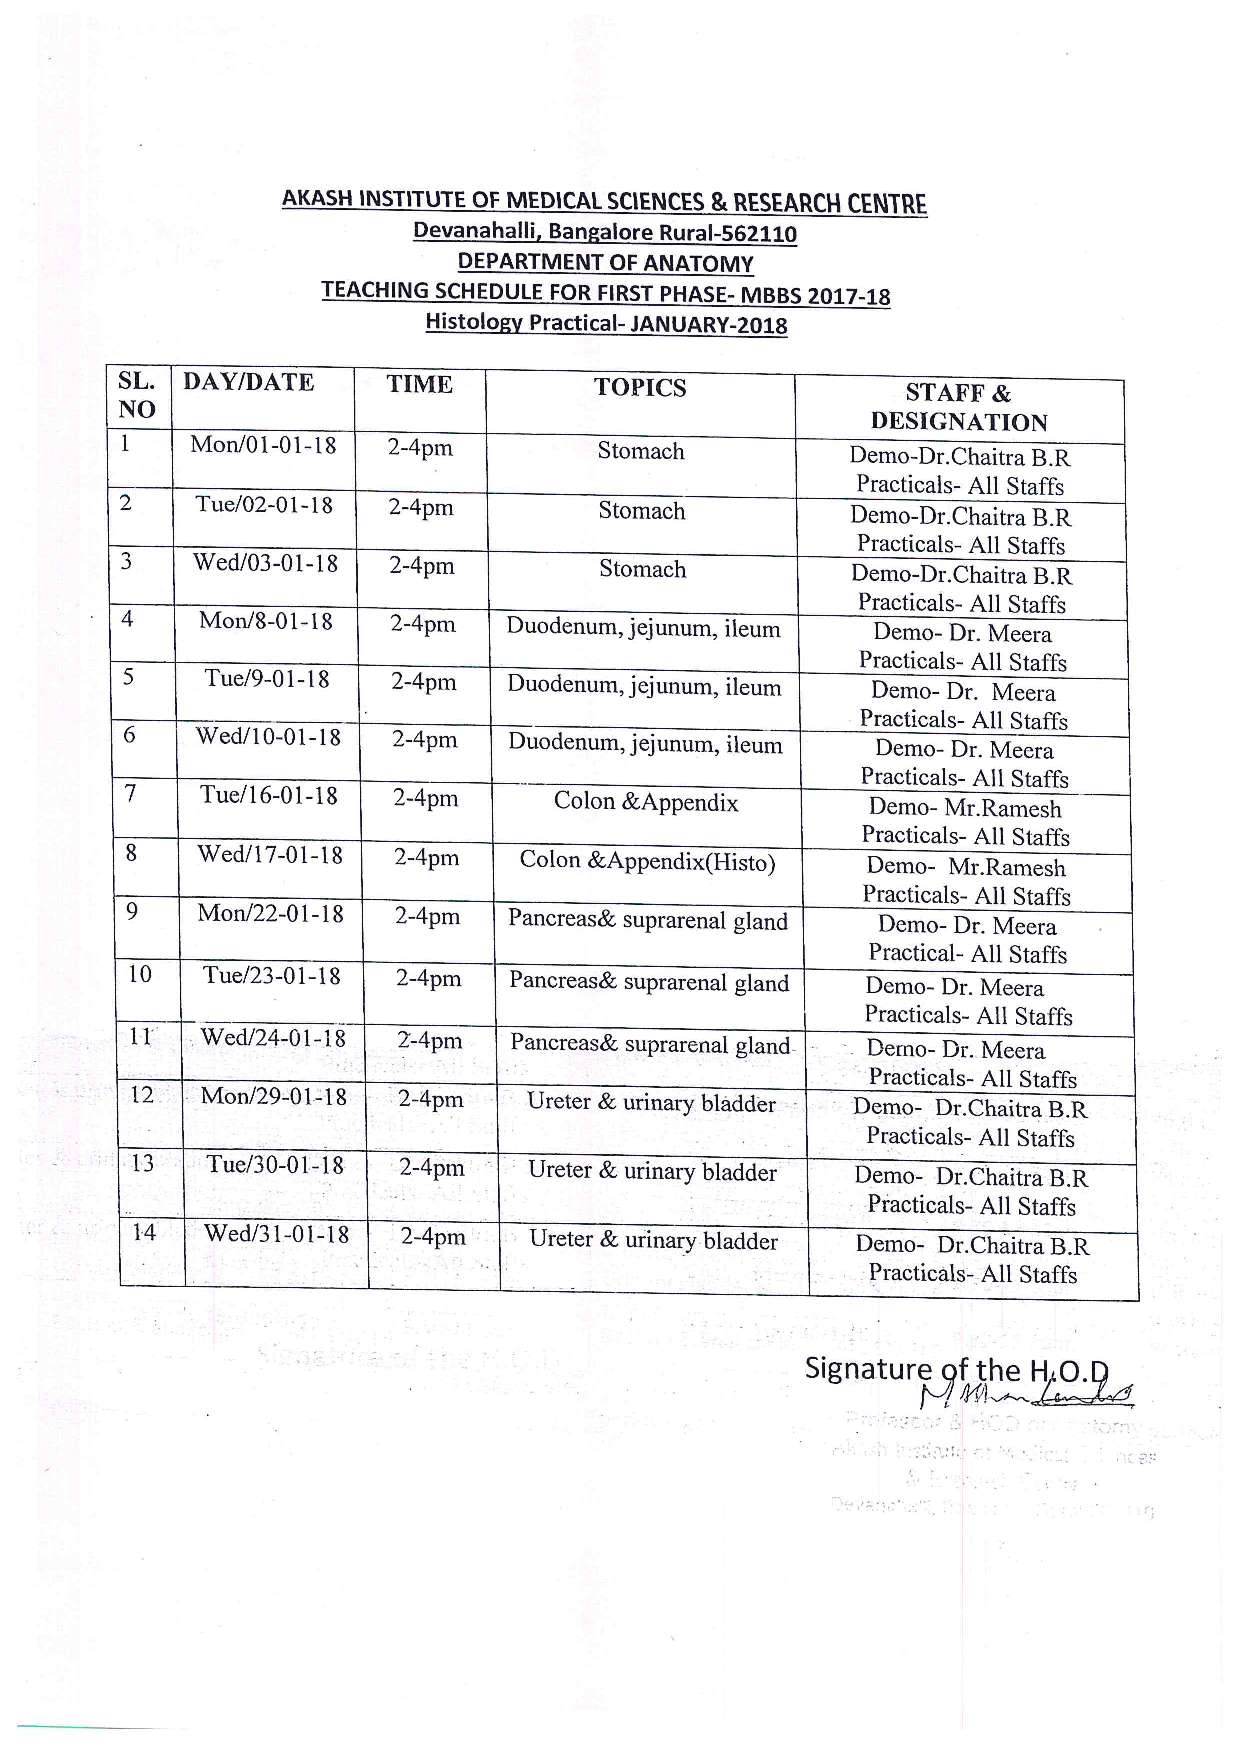 AKASH INSTITUTE OF MEDICAL SCIENCES & RESEARCH CENTRE
Devanahalli, Bangalore Rural-562110
DEPARTMENT OF ANATOMY
TEACHING SCHEDULE FOR FIRST PHASE- MBBS 2017-18
Histology Practical- JANUARY-2018
SL. NO DAY/DATE TIME TOPICS STAFF & DESIGNATION
1 Mon/01-01-18 2-4pm Stomach Demo-Dr.Chaitra B.R
Practicals- All Staffs
2 Tue/02-01-18 2-4pm Stomach Demo-Dr.Chaitra B.R
Practicals- All Staffs
3 Wed/03-01-18 2-4pm Stomach Demo-Dr.Chaitra B.R
Practicals- All Staffs
4 Mon/8-01-18 2-4pm Duodenum, jejunum, ileum Demo- Dr. Meera
Practicals- All Staffs
5 Tue/9-01-18 2-4pm Duodenum, jejunum, ileum Demo- Dr. Meera
Practicals- All Staffs
6 Wed/10-01-18 2-4pm Duodenum, jejunum, ileum Demo- Dr. Meera
Practicals- All Staffs
7 Tue/16-01-18 2-4pm Colon &Appendix Demo- Mr.Ramesh
Practicals- All Staffs
8 Wed/17-01-18 2-4pm Colon &Appendix(Histo) Demo- Mr.Ramesh
Practicals- All Staffs
9 Mon/22-01-18 2-4pm Pancreas& suprarenal gland Demo- Dr. Meera
Practical- All Staffs
10 Tue/23-01-18 2-4pm Pancreas& suprarenal gland Demo- Dr. Meera
Practicals- All Staffs
11 Wed/24-01-18 2-4pm Pancreas& suprarenal gland Demo- Dr. Meera
Practicals- All Staffs
12 Mon/29-01-18 2-4pm Ureter & urinary bladder Demo- Dr.Chaitra B.R
Practicals- All Staffs
13 Tue/30-01-18 2-4pm Ureter & urinary bladder Demo- Dr.Chaitra B.R
Practicals- All Staffs
14 Wed/31-01-18 2-4pm Ureter & urinary bladder Demo- Dr.Chaitra B.R
Practicals- All Staffs
Signature of the H.O.D
Professor & HOD